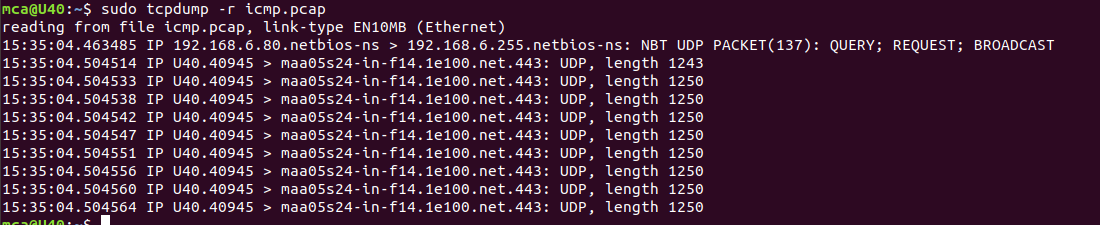 mca@U40:~$ sudo tcpdump -r icmp.pcap
reading from file icmp.pcap, link-type EN10MB (Ethernet)
15:35:04.463485 IP 192.168.6.80.netbios-ns > 192.168.6.255.netbios-ns: NBT UDP PACKET(137): QUERY; REQUEST; BROADCAST
15:35:04.504514 IP U40.40945 > maa05s24-in-f14.1e100.net.443: UDP, length 1243
15:35:04.504533 IP U40.40945 > maa05s24-in-f14.1e100.net.443: UDP, length 1250
15:35:04.504538 IP U40.40945 > maa05s24-in-f14.1e100.net.443: UDP, length 1250
15:35:04.504542 IP U40.40945 > maa05s24-in-f14.1e100.net.443: UDP, length 1250
15:35:04.504547 IP U40.40945 > maa05s24-in-f14.1e100.net.443: UDP, length 1250
15:35:04.504551 IP U40.40945 > maa05s24-in-f14.1e100.net.443: UDP, length 1250
15:35:04.504556 IP U40.40945 > maa05s24-in-f14.1e100.net.443: UDP, length 1250
15:35:04.504560 IP U40.40945 > maa05s24-in-f14.1e100.net.443: UDP, length 1250
15:35:04.504564 IP U40.40945 > maa05s24-in-f14.1e100.net.443: UDP, length 1250
mca@U40:~$